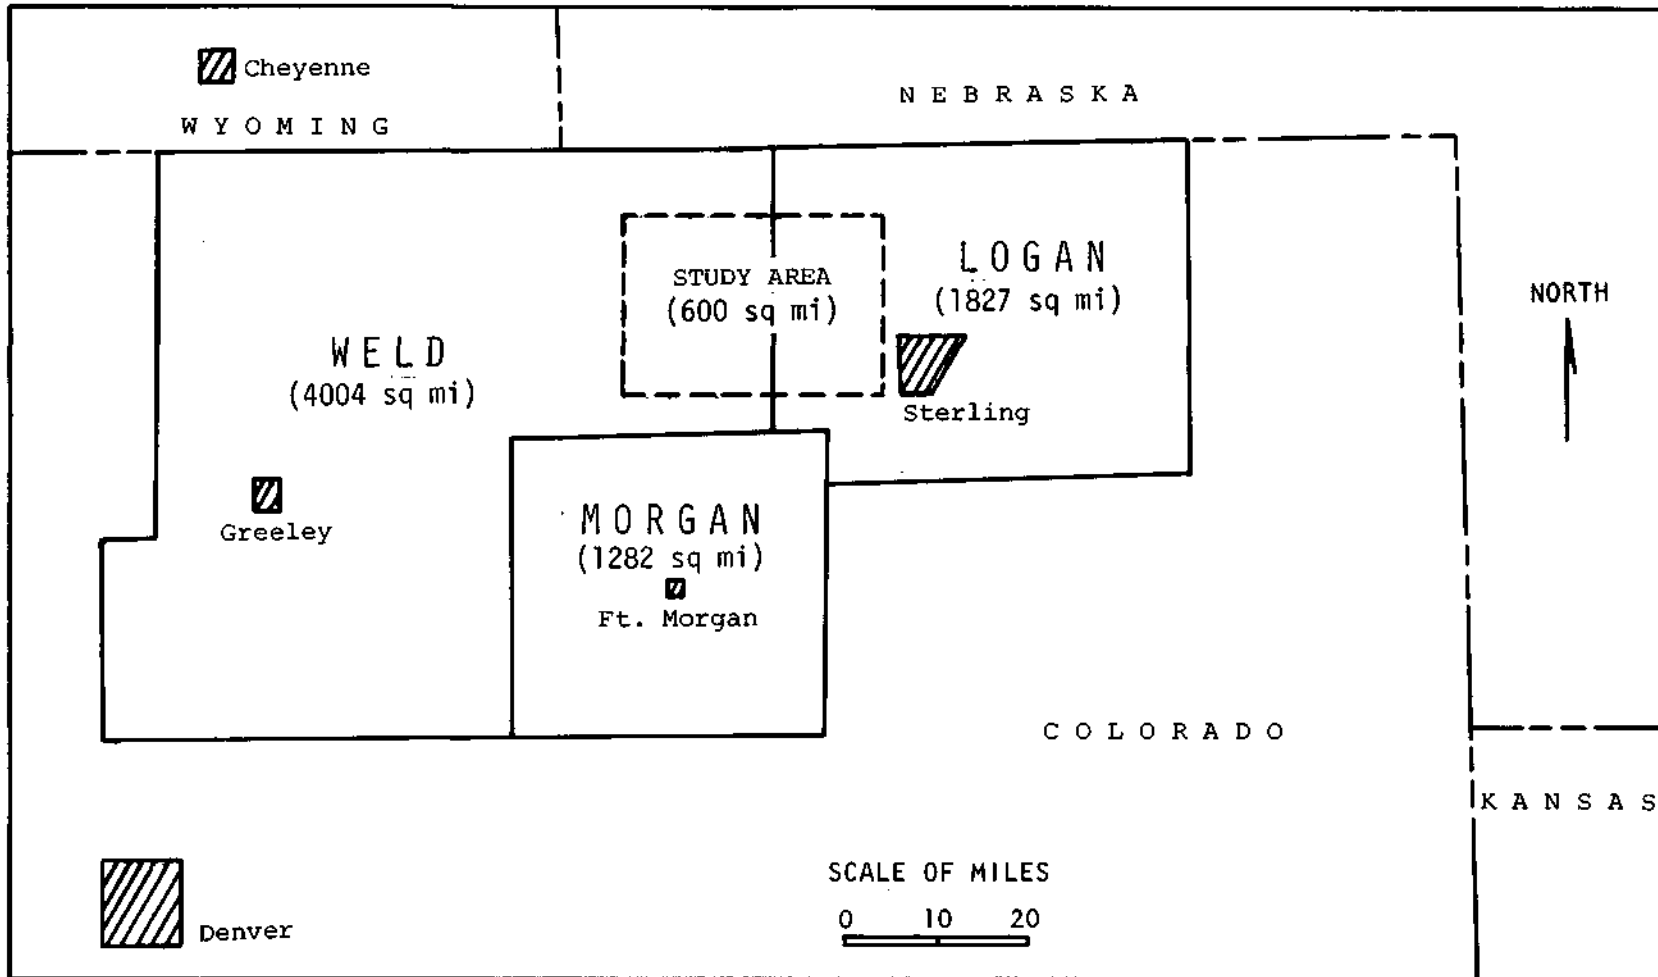 Cheyenne
WYOMING
NEBRASKA
LOGAN
(1827 sq mi)
STUDY AREA
(600 sq mi)
NORTH
WELD
(4004 sq mi)
Sterling
Greeley
MORGAN
(1282 sq mi)
Ft. Morgan
COLORADO
KANSAS
SCALE OF MILES
0 10 20
Denver